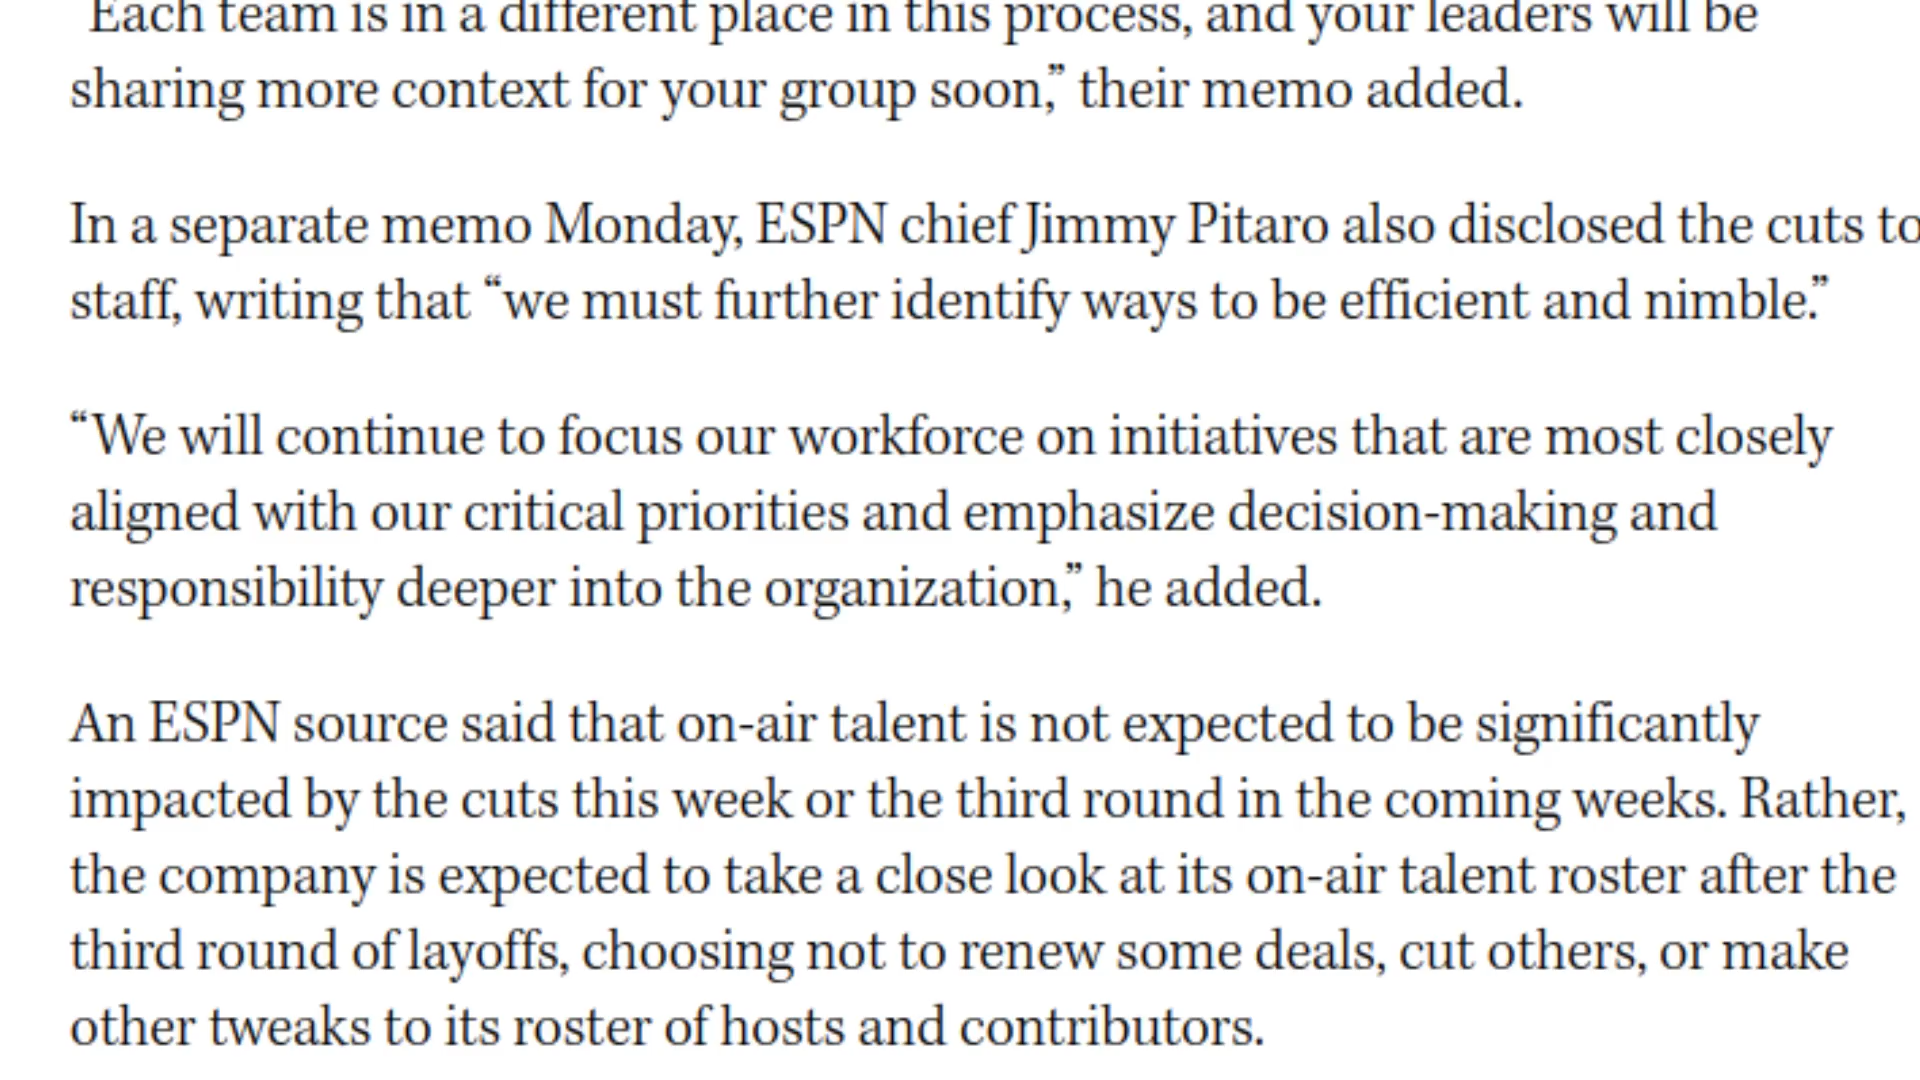 Each team is in a different place in this process, and your leaders will be
sharing more context for your group soon,” their memo added.
In a separate memo Monday, ESPN chief Jimmy Pitaro also disclosed the cuts to
staff, writing that “we must further identify ways to be efficient and nimble.”
“We will continue to focus our workforce on initiatives that are most closely
aligned with our critical priorities and emphasize decision-making and
responsibility deeper into the organization,” he added.
An ESPN source said that on-air talent is not expected to be significantly
impacted by the cuts this week or the third round in the coming weeks. Rather,
the company is expected to take a close look at its on-air talent roster after the
third round of layoffs, choosing not to renew some deals, cut others, or make
other tweaks to its roster of hosts and contributors.